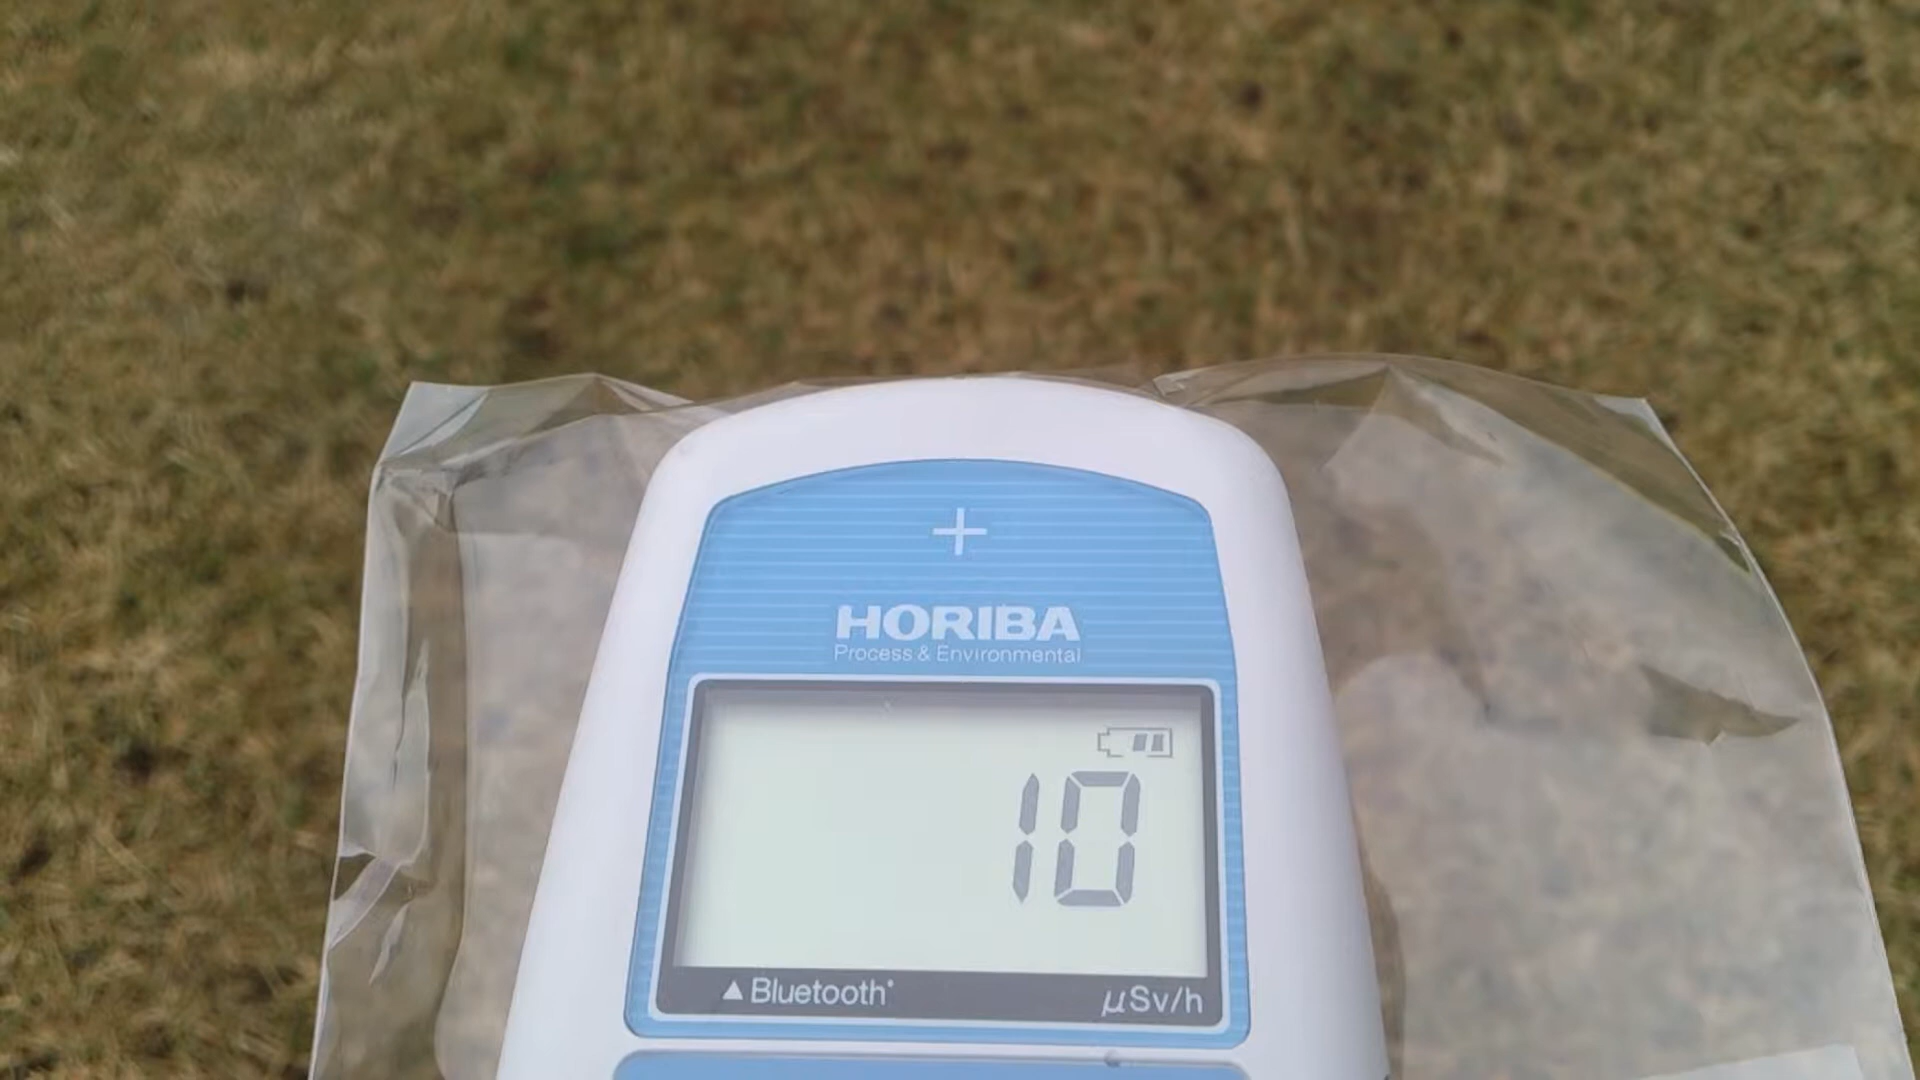 +
HORIBA
Process & Environmental
10
▲Bluetooth®
μSv/h